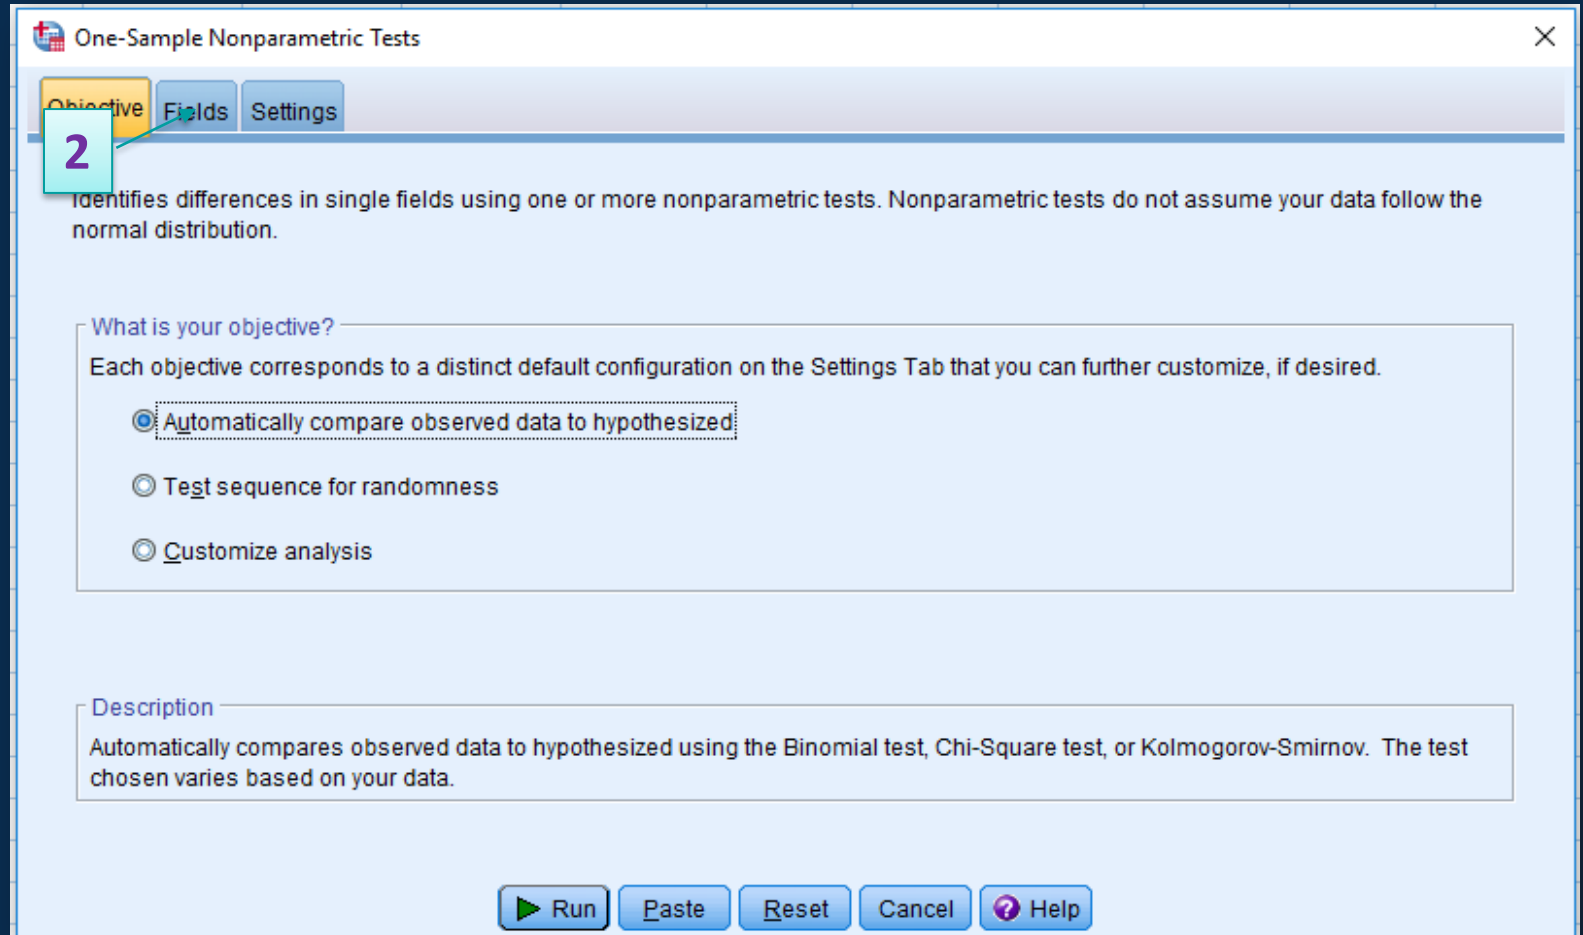 One-Sample Nonparametric Tests
Objective Fields Settings
2
Identifies differences in single fields using one or more nonparametric tests. Nonparametric tests do not assume your data follow the
normal distribution.
What is your objective?
Each objective corresponds to a distinct default configuration on the Settings Tab that you can further customize, if desired.
Automatically compare observed data to hypothesized
Test sequence for randomness
Customize analysis
Description
Automatically compares observed data to hypothesized using the Binomial test, Chi-Square test, or Kolmogorov-Smirnov. The test
chosen varies based on your data.
Run Paste Reset Cancel Help